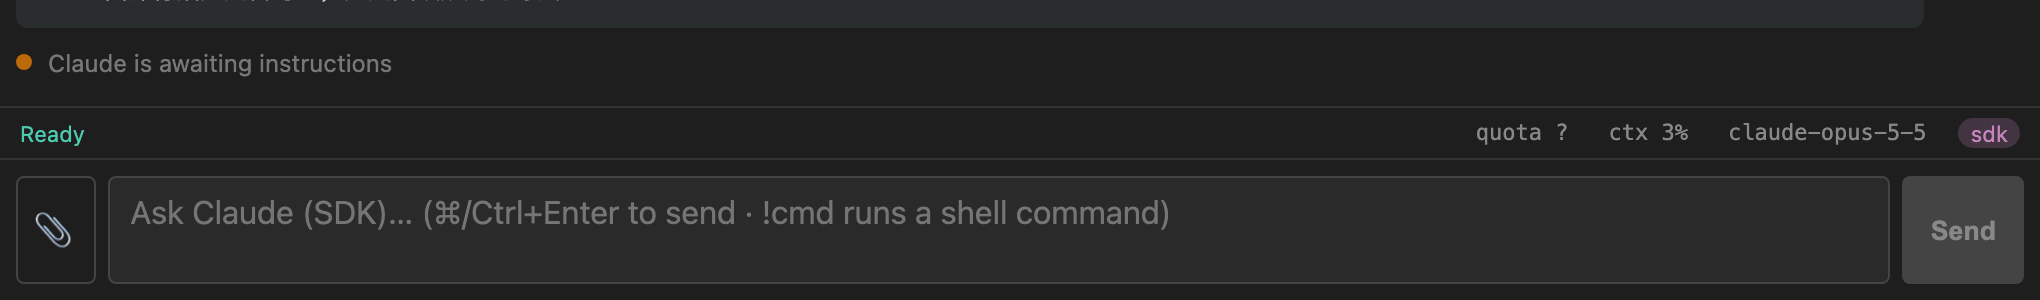 Claude is awaiting instructions
Ready quota ? ctx 3% claude-opus-5-5 sdk
Ask Claude (SDK)... (⌘/Ctrl+Enter to send · !cmd runs a shell command)
Send